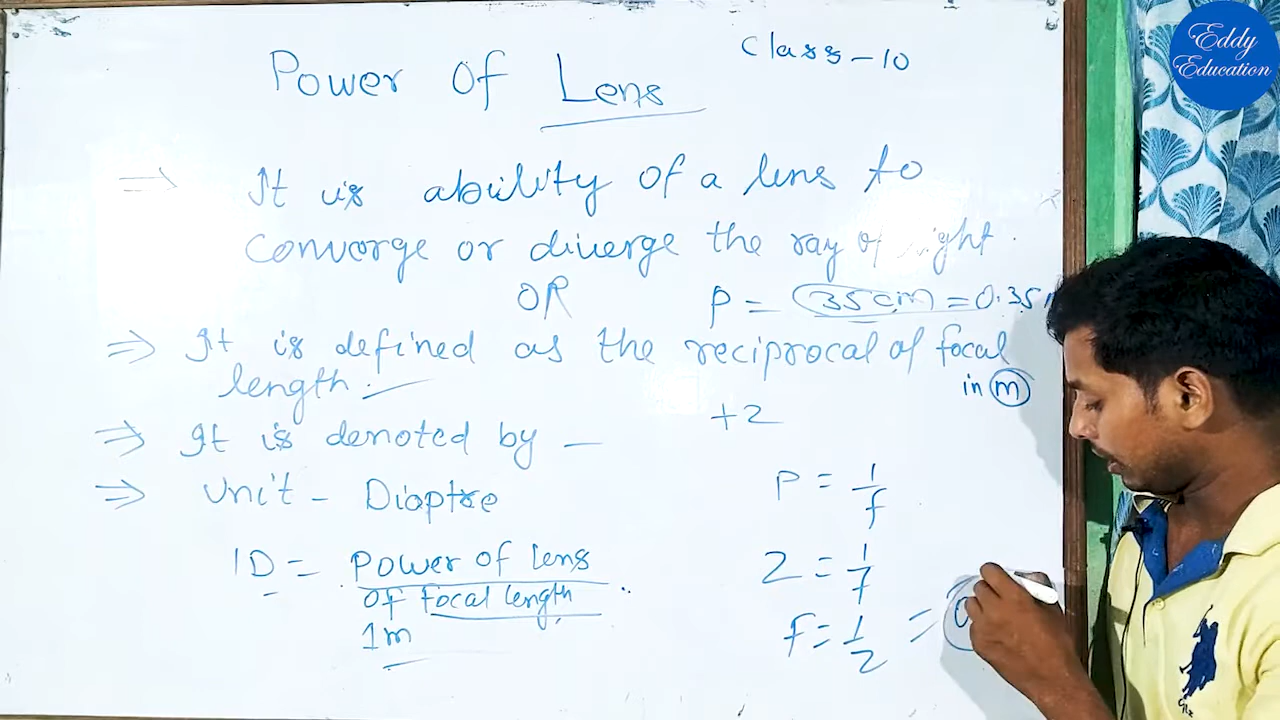 Eddy
Education
Class-10
Power Of Lens
⇒ It is ability of a lens to
converge or diverge the ray of ight.
OR
P = 35cm = 0.35
⇒ It is defined as the reciprocal of focal
length.
in m
+2
⇒ It is denoted by —
⇒ Unit - Dioptre
P = 1/f
1D = Power of lens
of focal length
1m
2 = 1/f
f = 1/2 =